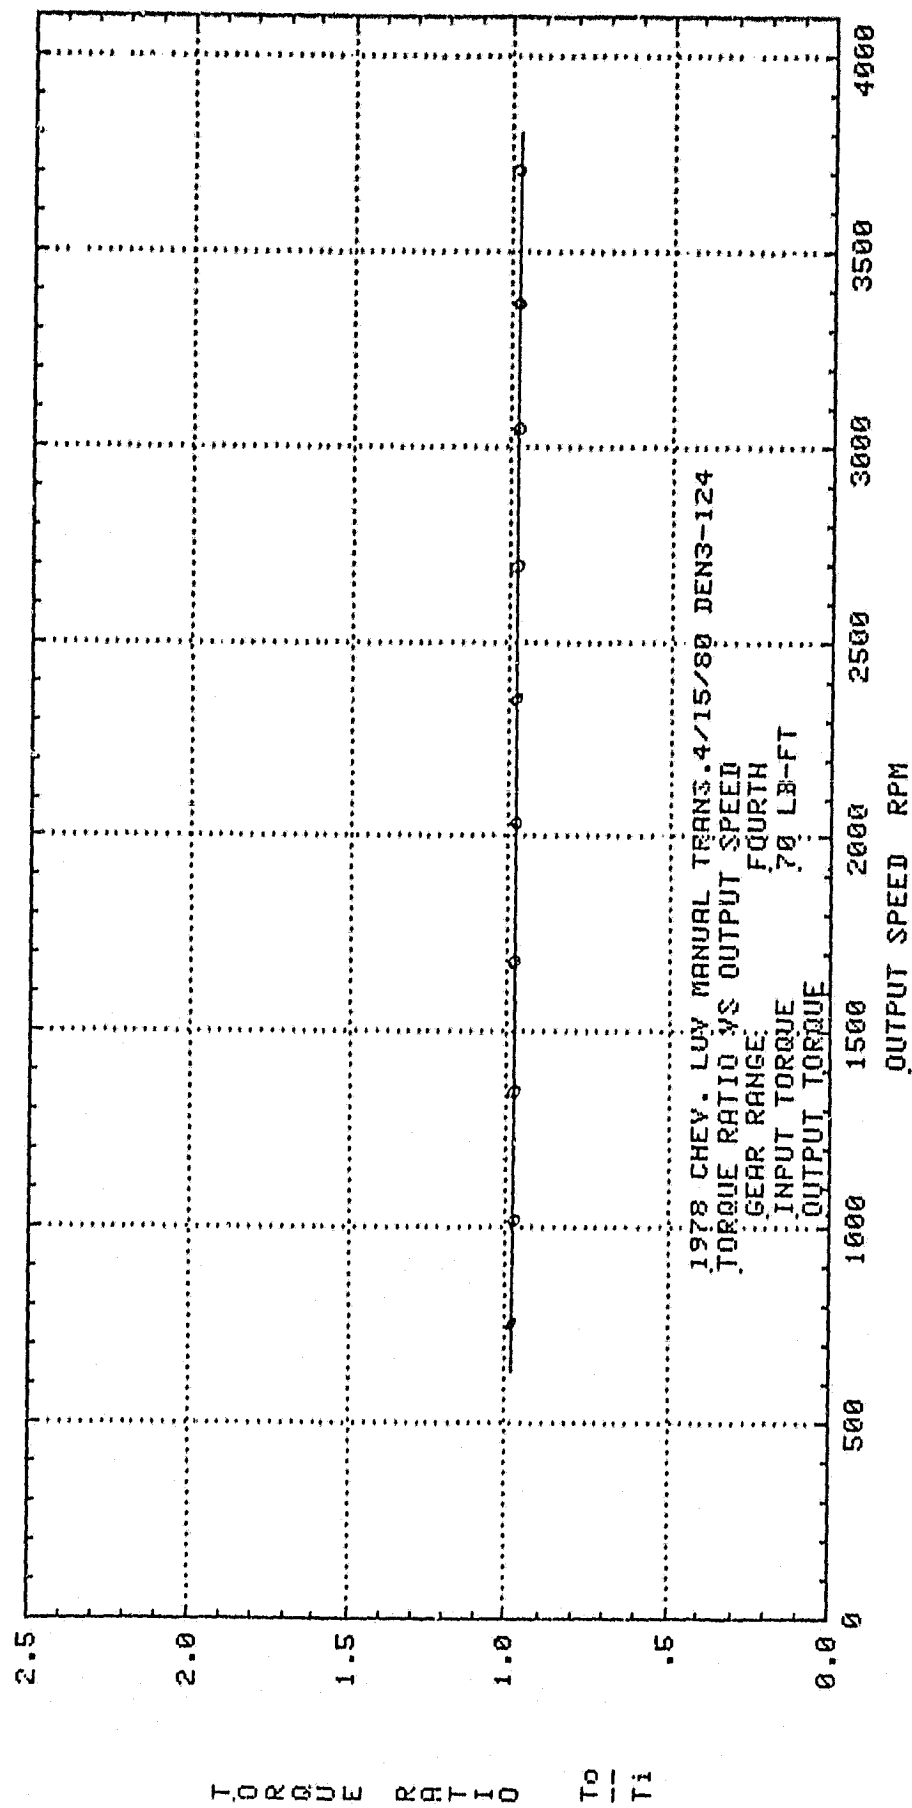 2.5
2.0
1.5
1.0
.5
0.0
TORQUE RATIO
To
Ti
0 500 1000 1500 2000 2500 3000 3500 4000
OUTPUT SPEED RPM
1978 CHEV. LUV MANUAL TRANS.4/15/80 DEN3-124
TORQUE RATIO VS OUTPUT SPEED
GEAR RANGE FOURTH
INPUT TORQUE 70 LB-FT
OUTPUT TORQUE